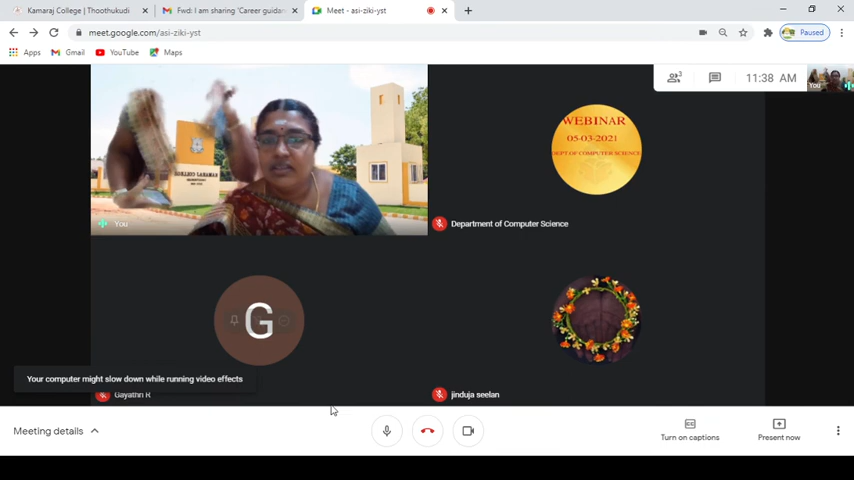 Kamaraj College | Thoothukudi
Fwd: I am sharing 'Career guidan
Meet - asi-ziki-yst
meet.google.com/asi-ziki-yst
Paused
Apps
Gmail
YouTube
Maps
3
11:38 AM
You
You
WEBINAR
05-03-2021
DEPT OF COMPUTER SCIENCE
Department of Computer Science
G
Your computer might slow down while running video effects
Gayathri R
jinduja seelan
Meeting details
CC
Turn on captions
Present now